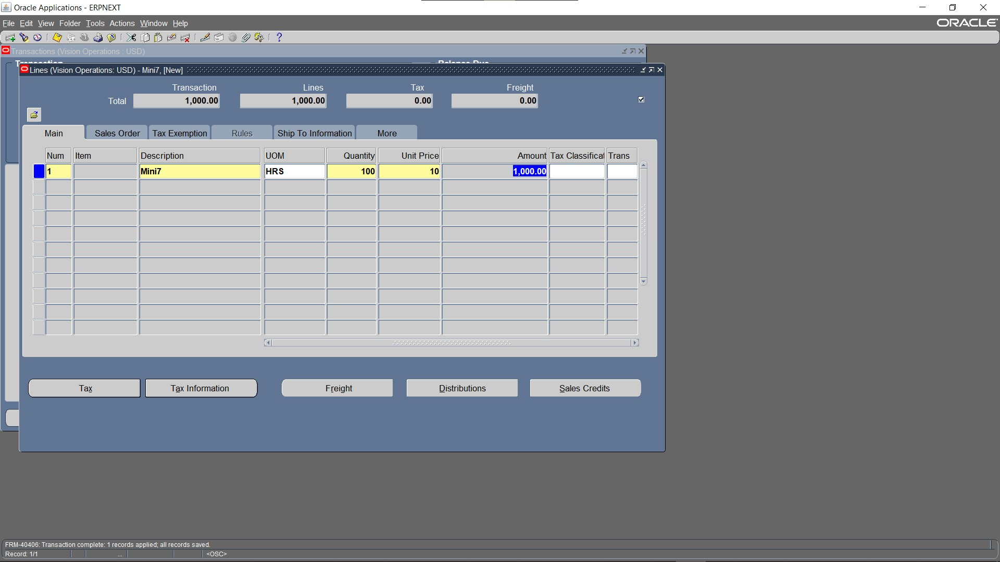 Oracle Applications - ERPNEXT
File Edit View Folder Tools Actions Window Help
ORACLE
Transactions (Vision Operations : USD)
Transaction Balance Due
Lines (Vision Operations: USD) - Mini7, [New]
Transaction Lines Tax Freight
Total 1,000.00 1,000.00 0.00 0.00
Main Sales Order Tax Exemption Rules Ship To Information More
Num Item Description UOM Quantity Unit Price Amount Tax Classificat Trans
1 Mini7 HRS 100 10 1,000.00
Tax Tax Information Freight Distributions Sales Credits
FRM-40406: Transaction complete: 1 records applied; all records saved.
Record: 1/1 ... <OSC>